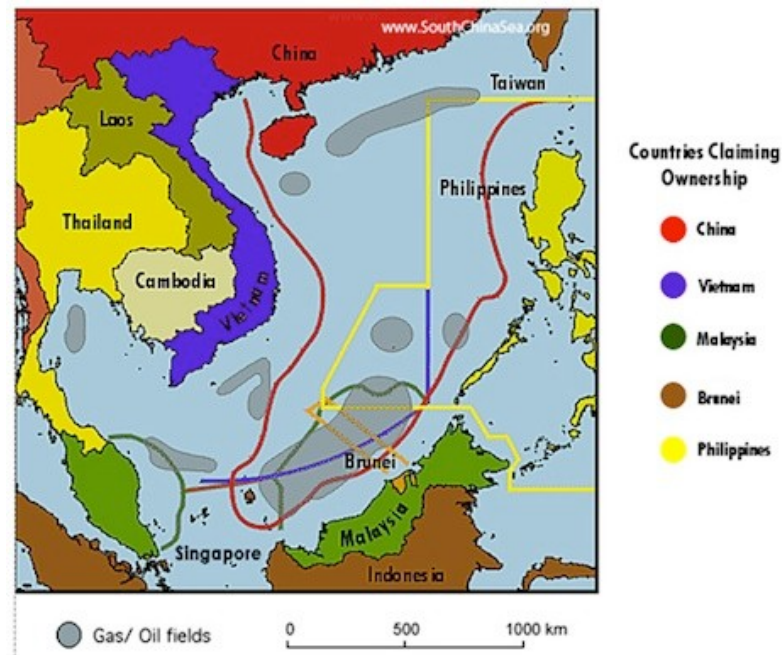 www.SouthChinaSea.org
China
Taiwan
Laos
Philippines
Thailand
Cambodia
Vietnam
Brunei
Malaysia
Singapore
Indonesia
Countries Claiming
Ownership
China
Vietnam
Malaysia
Brunei
Philippines
Gas/ Oil fields
0 500 1000 km